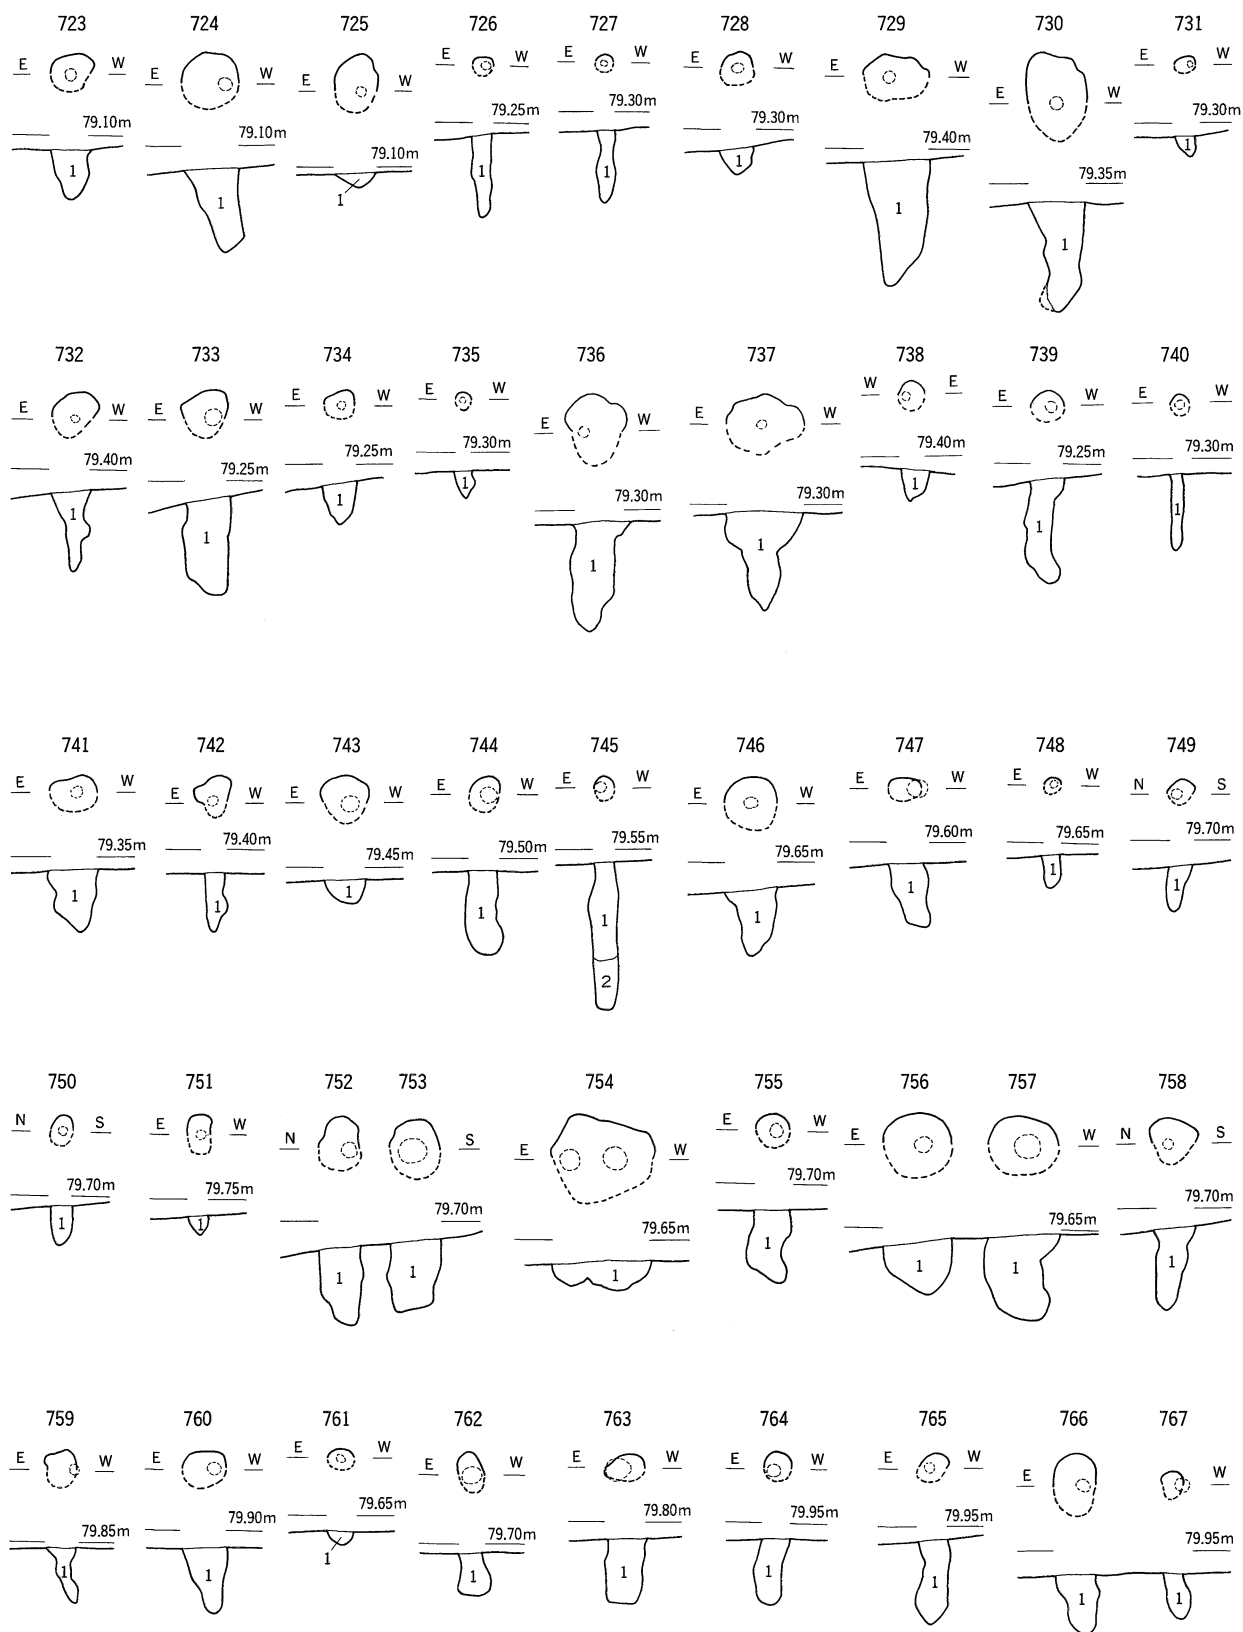 723 724 725 726 727 728 729 730 731
E W E W E W E W E W E W E W E W E W
79.10m 79.10m 79.10m 79.25m 79.30m 79.30m 79.40m 79.35m 79.30m
1 1 1 1 1 1 1 1 1
732 733 734 735 736 737 738 739 740
E W E W E W E W E W E W W E E W E W
79.40m 79.25m 79.25m 79.30m 79.30m 79.30m 79.40m 79.25m 79.30m
1 1 1 1 1 1 1 1 1
741 742 743 744 745 746 747 748 749
E W E W E W E W E W E W E W E W N S
79.35m 79.40m 79.45m 79.50m 79.55m 79.65m 79.60m 79.65m 79.70m
1 1 1 1 1 1 1 1 1
2
750 751 752 753 754 755 756 757 758
N S E W N S E W E W E W N S
79.70m 79.75m 79.70m 79.65m 79.70m 79.65m 79.70m
1 1 1 1 1 1 1 1 1
759 760 761 762 763 764 765 766 767
E W E W E W E W E W E W E W E W
79.85m 79.90m 79.65m 79.70m 79.80m 79.95m 79.95m 79.95m
1 1 1 1 1 1 1 1 1